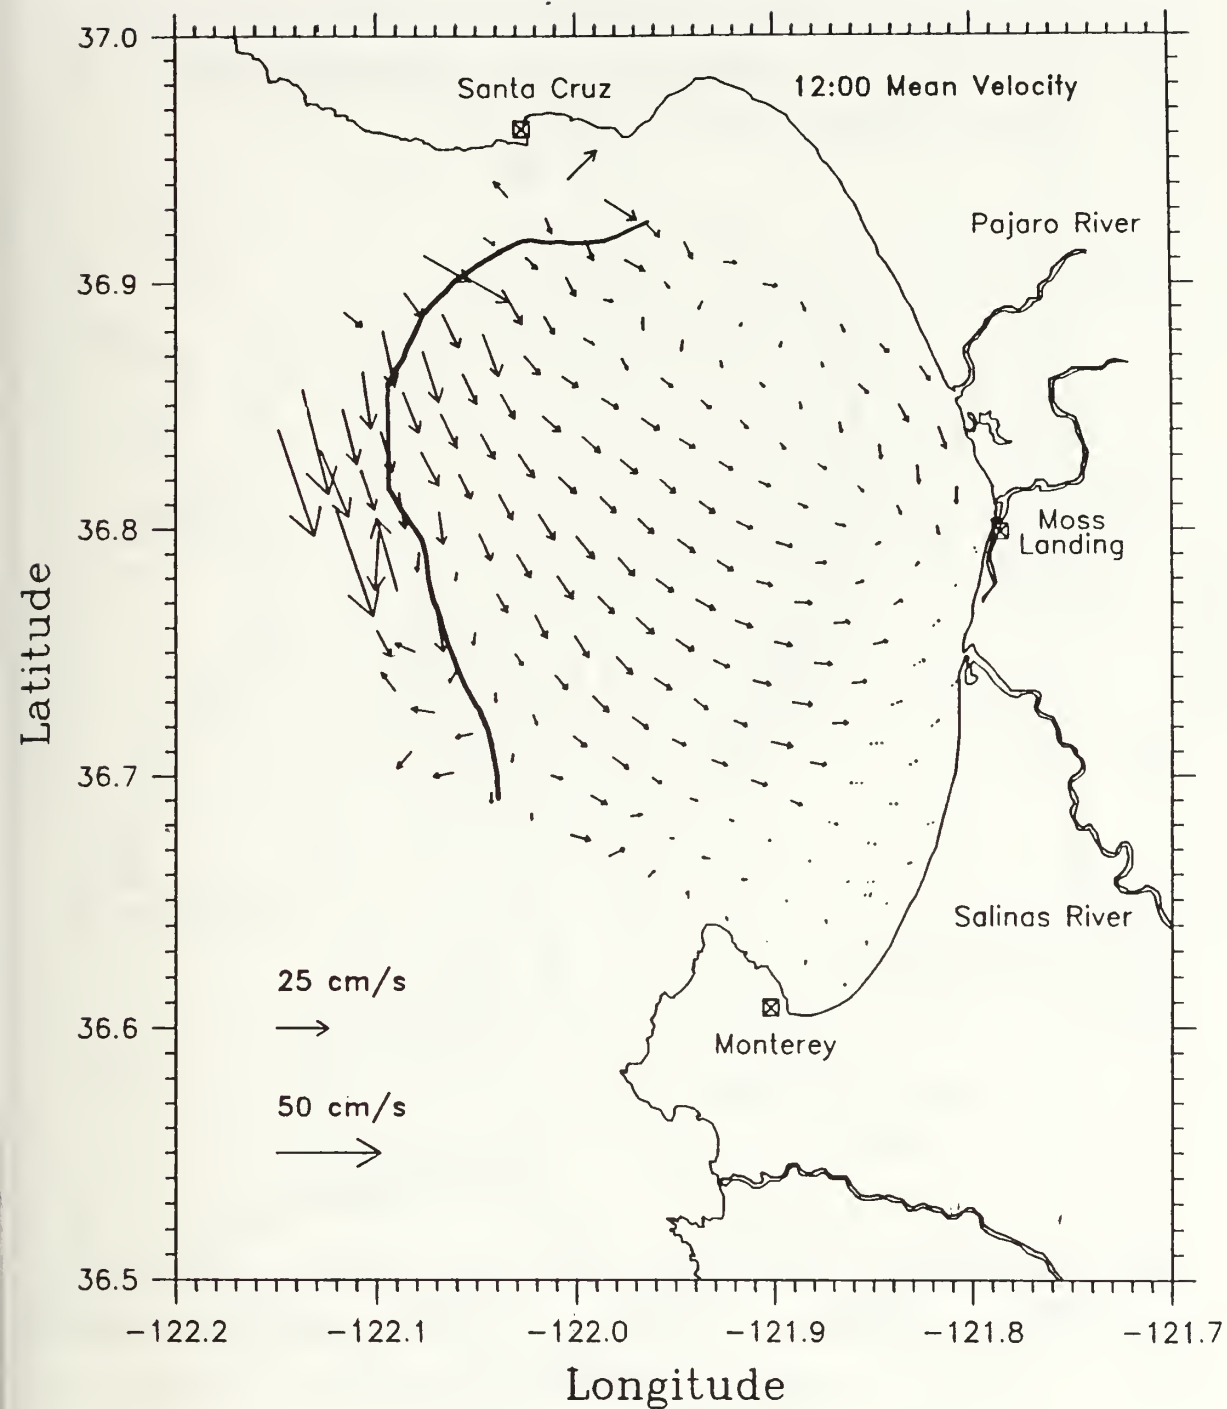 37.0
Santa Cruz
12:00 Mean Velocity
Pajaro River
36.9
Moss
Landing
36.8
Latitude
36.7
Salinas River
25 cm/s
36.6
Monterey
50 cm/s
36.5
-122.2
-122.1
-122.0
-121.9
-121.8
-121.7
Longitude